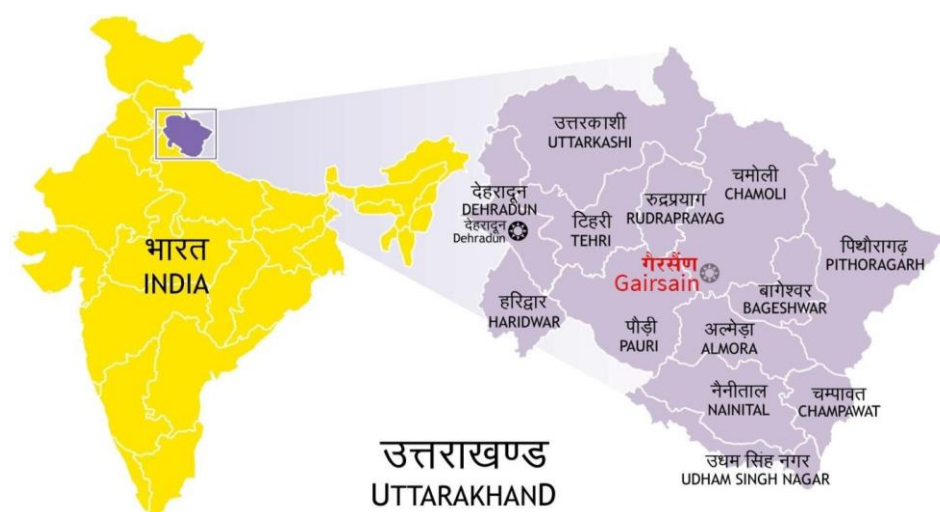 भारत
INDIA
उत्तरकाशी
UTTARKASHI
चमोली
CHAMOLI
देहरादून
DEHRADUN
देहरादून
Dehradun
टिहरी
TEHRI
रुद्रप्रयाग
RUDRAPRAYAG
पिथौरागढ़
PITHORAGARH
गैरसैंण
Gairsain
हरिद्वार
HARIDWAR
पौड़ी
PAURI
बागेश्वर
BAGESHWAR
अल्मोड़ा
ALMORA
नैनीताल
NAINITAL
चम्पावत
CHAMPAWAT
उधम सिंह नगर
UDHAM SINGH NAGAR
उत्तराखण्ड
UTTARAKHAND